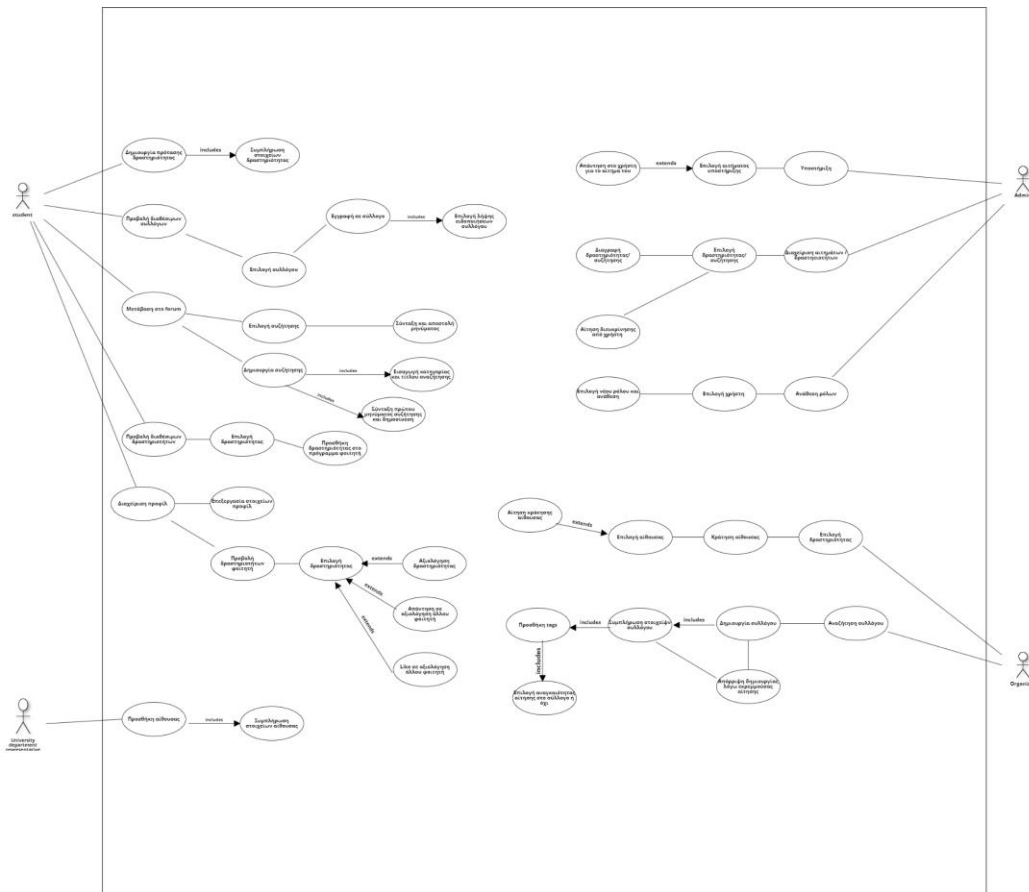 Δημιουργία πρότασης
δραστηριότητας
includes
Συμπλήρωση
στοιχείων
δραστηριότητας
student
Προβολή διαθέσιμων
συλλόγων
Επιλογή συλλόγου
Εγγραφή σε σύλλογο
includes
Επιλογή λήψης
ειδοποιήσεων
συλλόγου
Μετάβαση στο forum
Επιλογή συζήτησης
Σύνταξη και αποστολή
μηνύματος
Δημιουργία συζήτησης
includes
Εισαγωγή κατηγορίας
και τίτλου αναζήτησης
includes
Σύνταξη πρώτου
μηνύματος συζήτησης
και δημοσίευση
Προβολή διαθέσιμων
δραστηριοτήτων
Επιλογή
δραστηριότητας
Προσθήκη
δραστηριότητας στο
πρόγραμμα φοιτητή
Διαχείριση προφίλ
Επεξεργασία στοιχείων
προφίλ
Προβολή
δραστηριοτήτων
φοιτητή
Επιλογή
δραστηριότητας
extends
Αξιολόγηση
δραστηριότητας
extends
Απάντηση σε
αξιολόγηση άλλου
φοιτητή
extends
Like σε αξιολόγηση
άλλου φοιτητή
University
department
Προσθήκη αίθουσας
includes
Συμπλήρωση
στοιχείων αίθουσας
Απάντηση στο χρήστη
για το αίτημα του
extends
Επιλογή αιτήματος
υποστήριξης
Υποστήριξη
Admi
Διαγραφή
δραστηριότητας/
συζήτησης
Επιλογή
δραστηριότητας/
συζήτησης
Διαχείριση αιτημάτων /
Αίτηση διευκρίνησης
από χρήστη
Επιλογή νέου ρόλου και
ανάθεση
Επιλογή χρήστη
Ανάθεση ρόλων
Αίτηση κράτησης
αίθουσας
extends
Επιλογή αίθουσας
Κράτηση αίθουσας
Επιλογή
δραστηριότητας
Προσθήκη tags
includes
Συμπλήρωση στοιχείων
συλλόγου
includes
Δημιουργία συλλόγου
Αναζήτηση συλλόγου
Organiz
includes
Επιλογή αναγκαιότητας
αίτησης στο σύλλογο ή
όχι
Απόρριψη δημιουργίας
λόγω
αίτησης